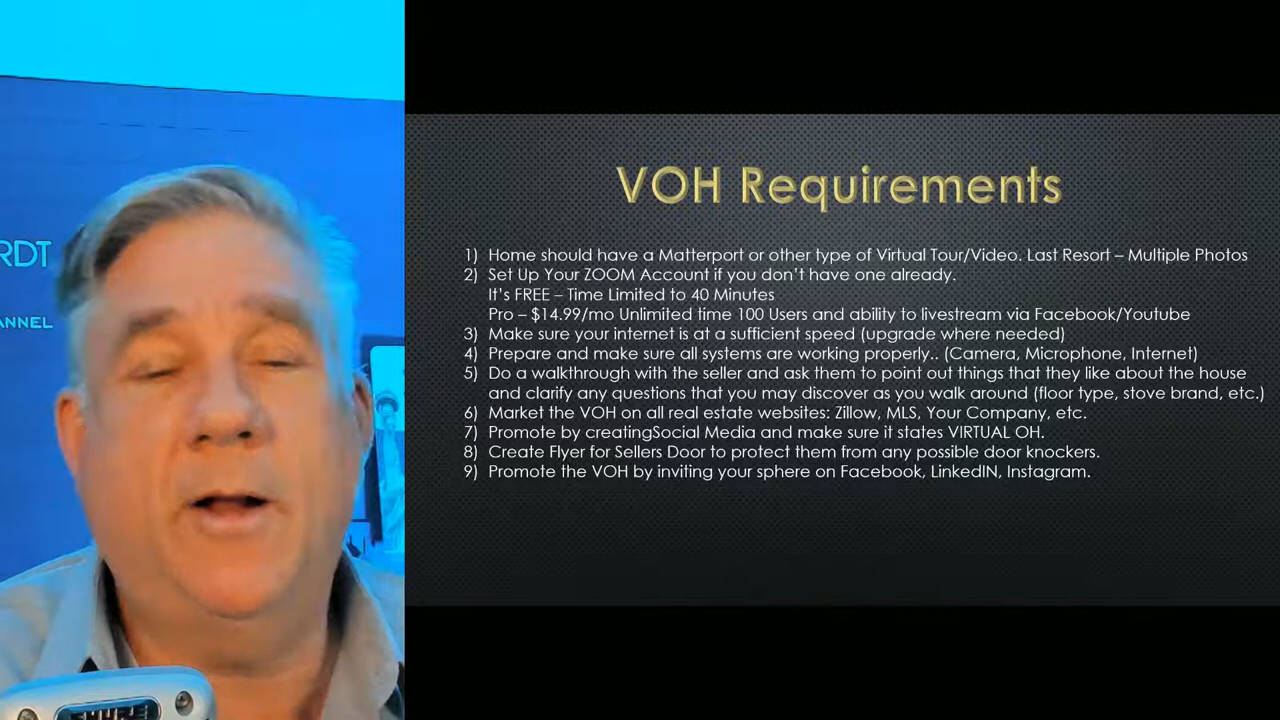 RDT
ANNEL
SHURE
VOH Requirements
1) Home should have a Matterport or other type of Virtual Tour/Video. Last Resort – Multiple Photos
2) Set Up Your ZOOM Account if you don't have one already.
It's FREE – Time Limited to 40 Minutes
Pro – $14.99/mo Unlimited time 100 Users and ability to livestream via Facebook/Youtube
3) Make sure your internet is at a sufficient speed (upgrade where needed)
4) Prepare and make sure all systems are working properly.. (Camera, Microphone, Internet)
5) Do a walkthrough with the seller and ask them to point out things that they like about the house
and clarify any questions that you may discover as you walk around (floor type, stove brand, etc.)
6) Market the VOH on all real estate websites: Zillow, MLS, Your Company, etc.
7) Promote by creatingSocial Media and make sure it states VIRTUAL OH.
8) Create Flyer for Sellers Door to protect them from any possible door knockers.
9) Promote the VOH by inviting your sphere on Facebook, LinkedIN, Instagram.